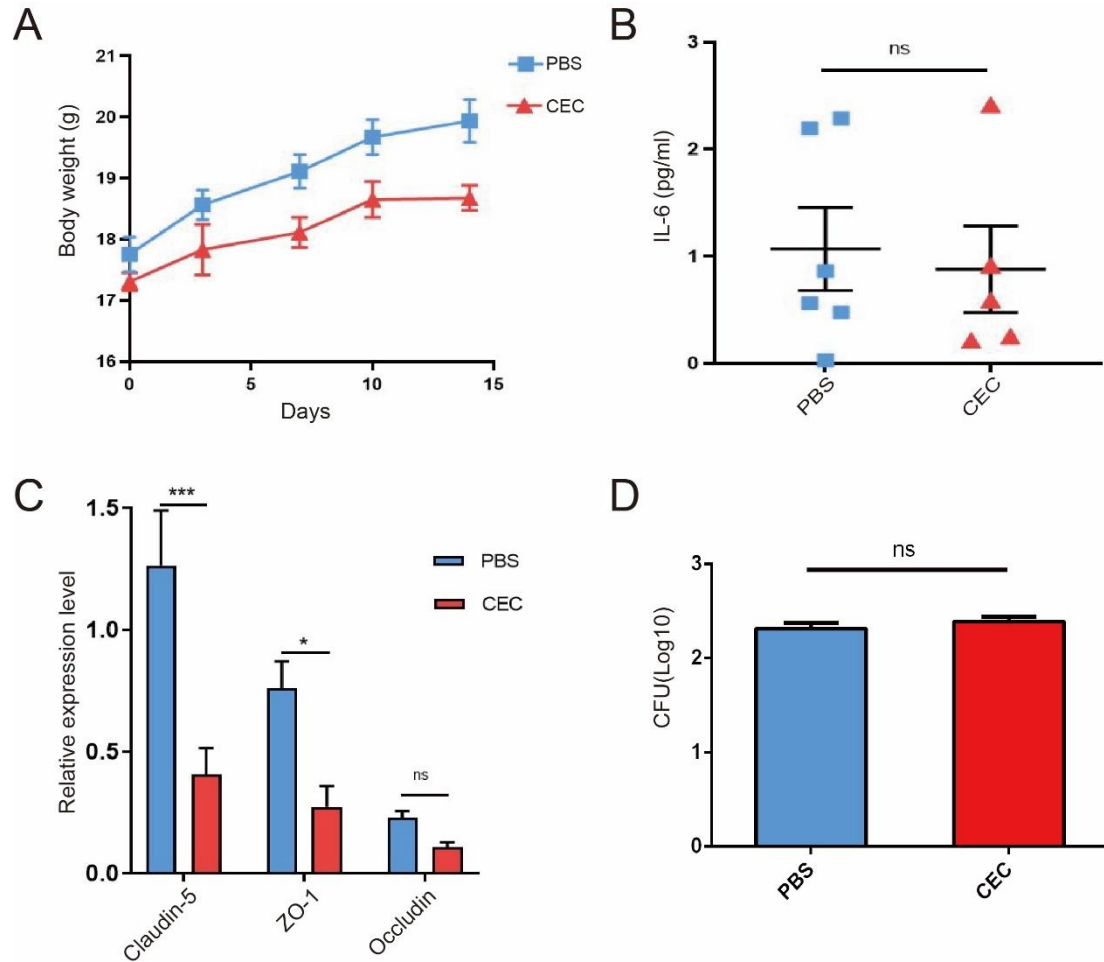 A
Body weight (g)
21
20
19
18
17
16
0
5
10
15
Days
PBS
CEC
B
IL-6 (pg/ml)
3
2
1
0
ns
PBS
CEC
C
Relative expression level
1.5
1.0
0.5
0.0
***
*
ns
PBS
CEC
Claudin-5
ZO-1
Occludin
D
CFU(Log10)
3
2
1
0
ns
PBS
CEC